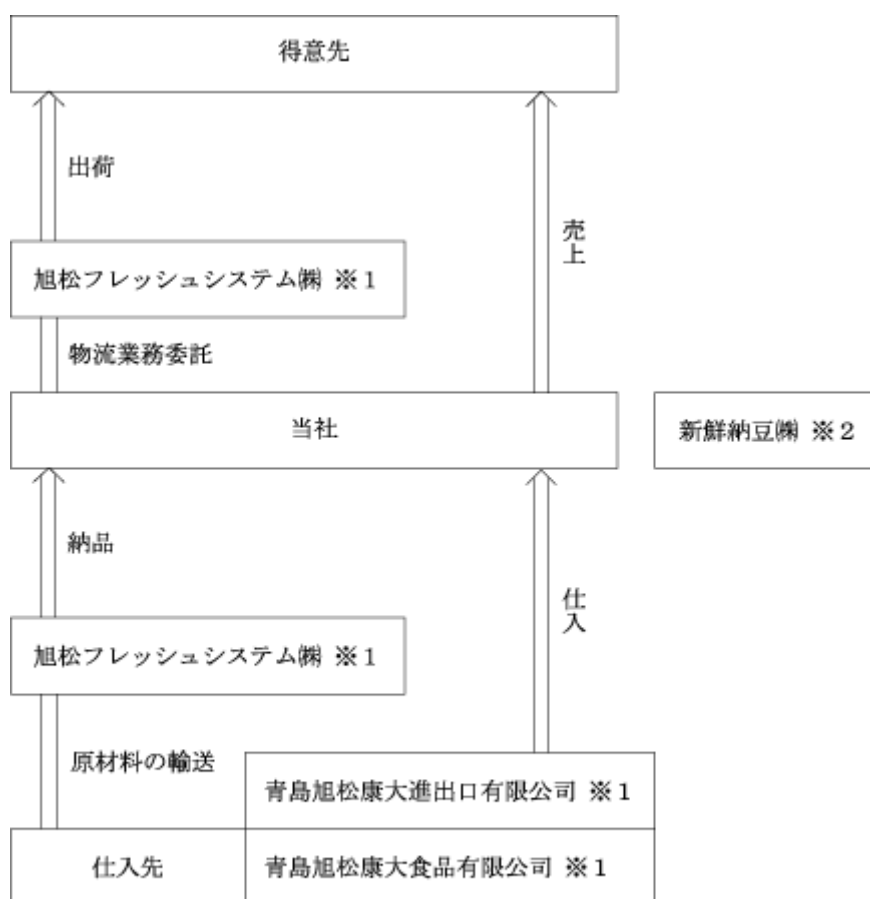 得意先
出荷
売上
旭松フレッシュシステム㈱ ※1
物流業務委託
当社
新鮮納豆㈱ ※2
納品
仕入
旭松フレッシュシステム㈱ ※1
原材料の輸送
青島旭松康大進出口有限公司 ※1
仕入先
青島旭松康大食品有限公司 ※1